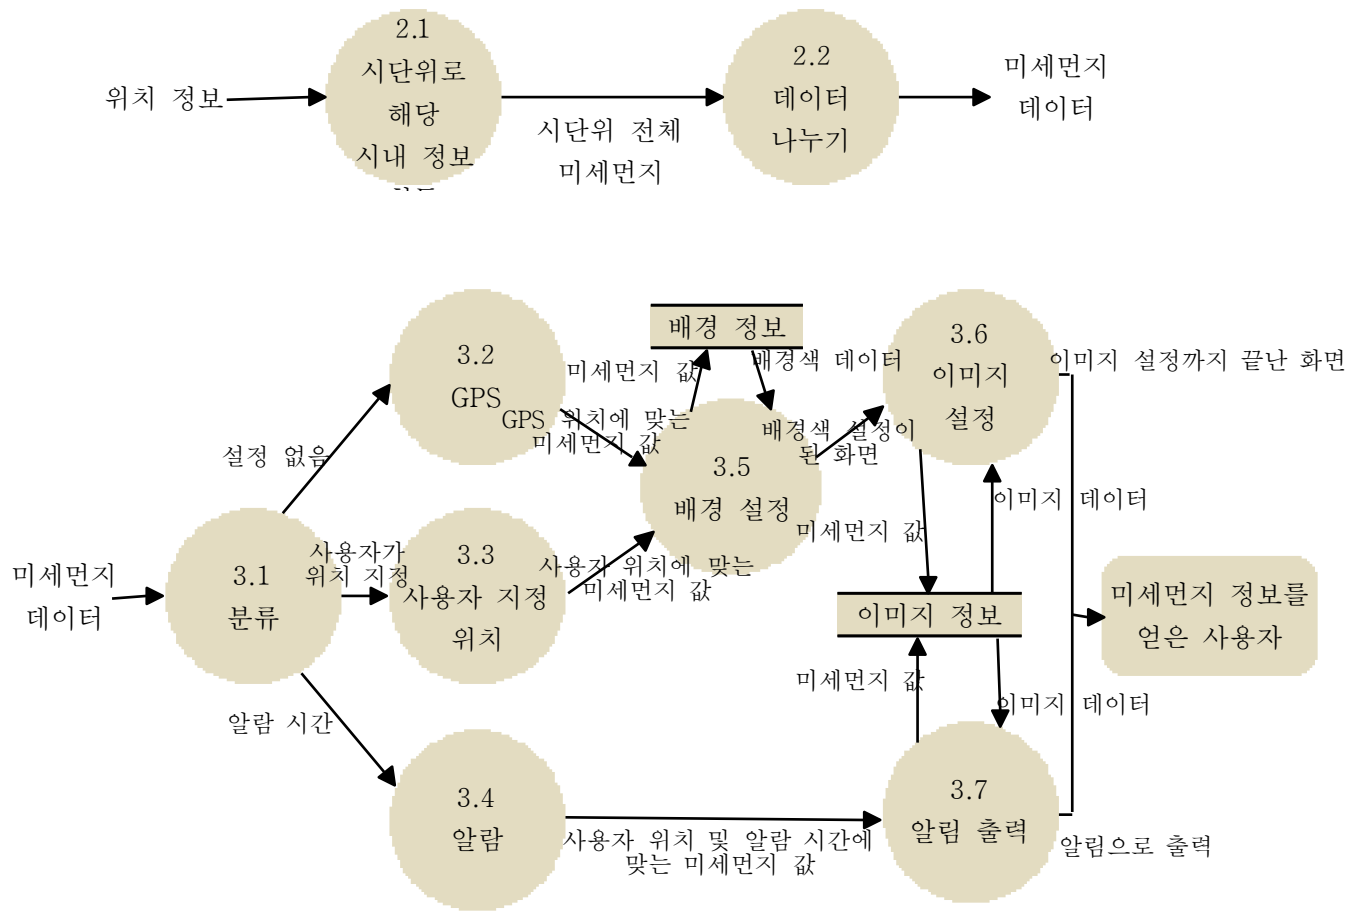 위치 정보
2.1
시단위로
해당
시내 정보
시단위 전체
미세먼지
2.2
데이터
나누기
미세먼지
데이터
미세먼지
데이터
3.1
분류
설정 없음
사용자가
위치 지정
알람 시간
3.2
GPS
3.3
사용자 지정
위치
3.4
알람
GPS 위치에 맞는
미세먼지 값
사용자 위치에 맞는
미세먼지 값
미세먼지 값
배경 정보
배경색 데이터
3.5
배경 설정
배경색 설정이
된 화면
3.6
이미지
설정
미세먼지 값
이미지 데이터
이미지 정보
미세먼지 값
이미지 데이터
사용자 위치 및 알람 시간에
맞는 미세먼지 값
3.7
알림 출력
이미지 설정까지 끝난 화면
알림으로 출력
미세먼지 정보를
얻은 사용자